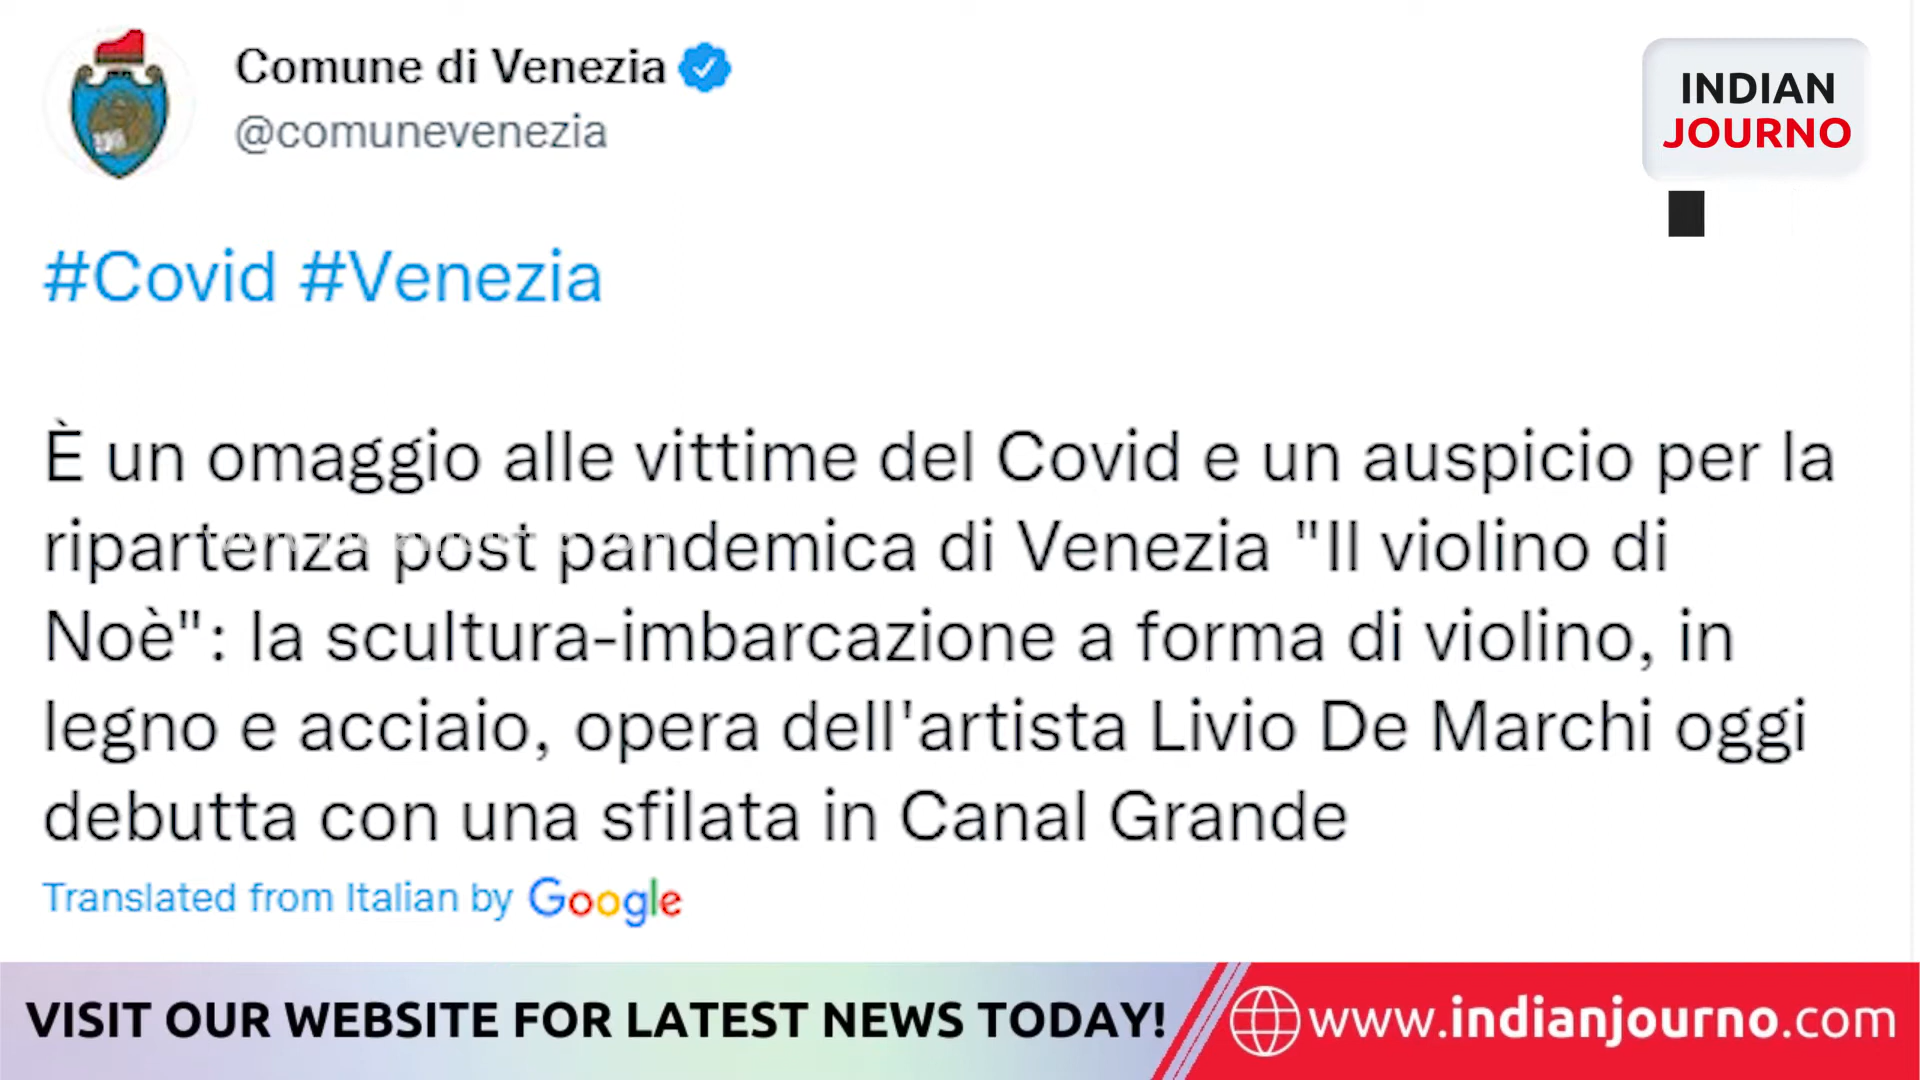 Comune di Venezia
@comunevenezia
INDIAN
JOURNO
#Covid #Venezia
È un omaggio alle vittime del Covid e un auspicio per la
ripartenza post pandemica di Venezia "Il violino di
Noè": la scultura-imbarcazione a forma di violino, in
legno e acciaio, opera dell'artista Livio De Marchi oggi
debutta con una sfilata in Canal Grande
Translated from Italian by Google
VISIT OUR WEBSITE FOR LATEST NEWS TODAY!
www.indianjourno.com